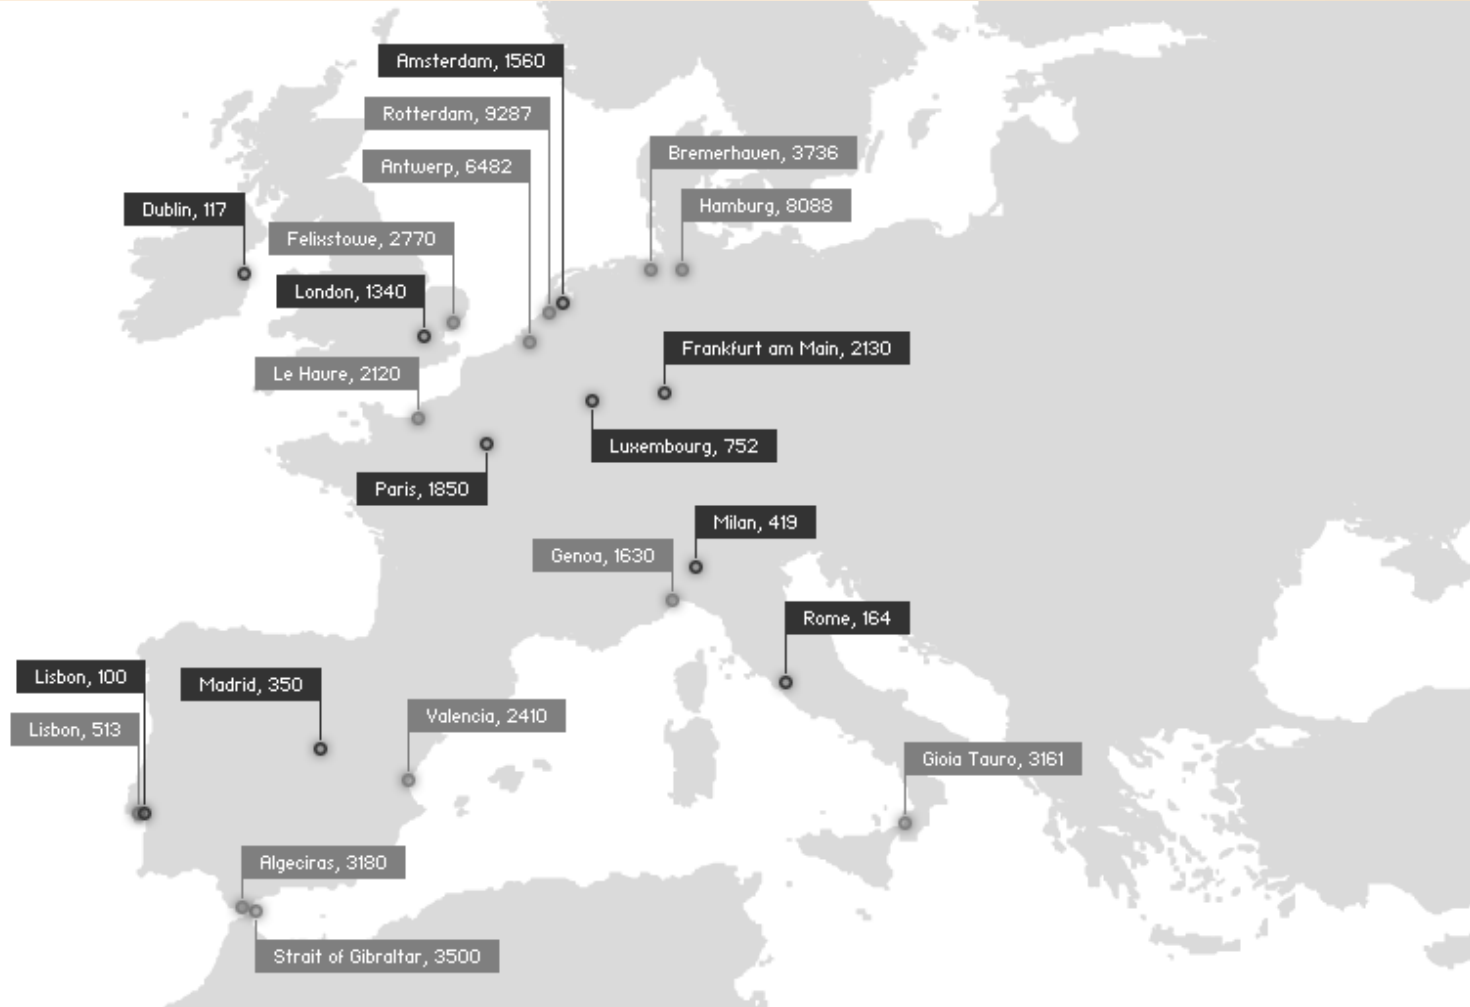 Amsterdam, 1560
Rotterdam, 9287
Antwerp, 6482
Bremerhaven, 3736
Hamburg, 8088
Dublin, 117
Felixstowe, 2770
London, 1340
Frankfurt am Main, 2130
Le Havre, 2120
Luxembourg, 752
Paris, 1850
Milan, 419
Genoa, 1630
Rome, 164
Lisbon, 100
Madrid, 350
Lisbon, 513
Valencia, 2410
Gioia Tauro, 3161
Algeciras, 3180
Strait of Gibraltar, 3500